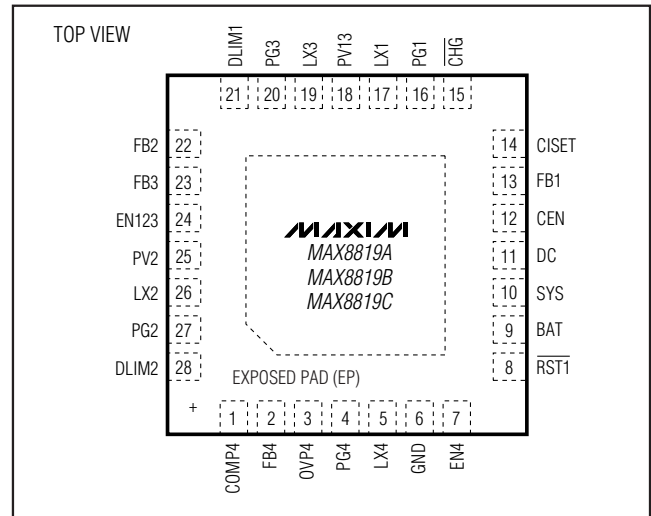 TOP VIEW
DLIM1 PG3 LX3 PV13 LX1 PG1 C̅H̅G̅
21 20 19 18 17 16 15
FB2 22 14 CISET
FB3 23 13 FB1
EN123 24 12 CEN
PV2 25 11 DC
LX2 26 10 SYS
PG2 27 9 BAT
DLIM2 28 8 R̅S̅T̅1̅
MAXIM
MAX8819A
MAX8819B
MAX8819C
EXPOSED PAD (EP)
+
1 2 3 4 5 6 7
COMP4 FB4 OVP4 PG4 LX4 GND EN4